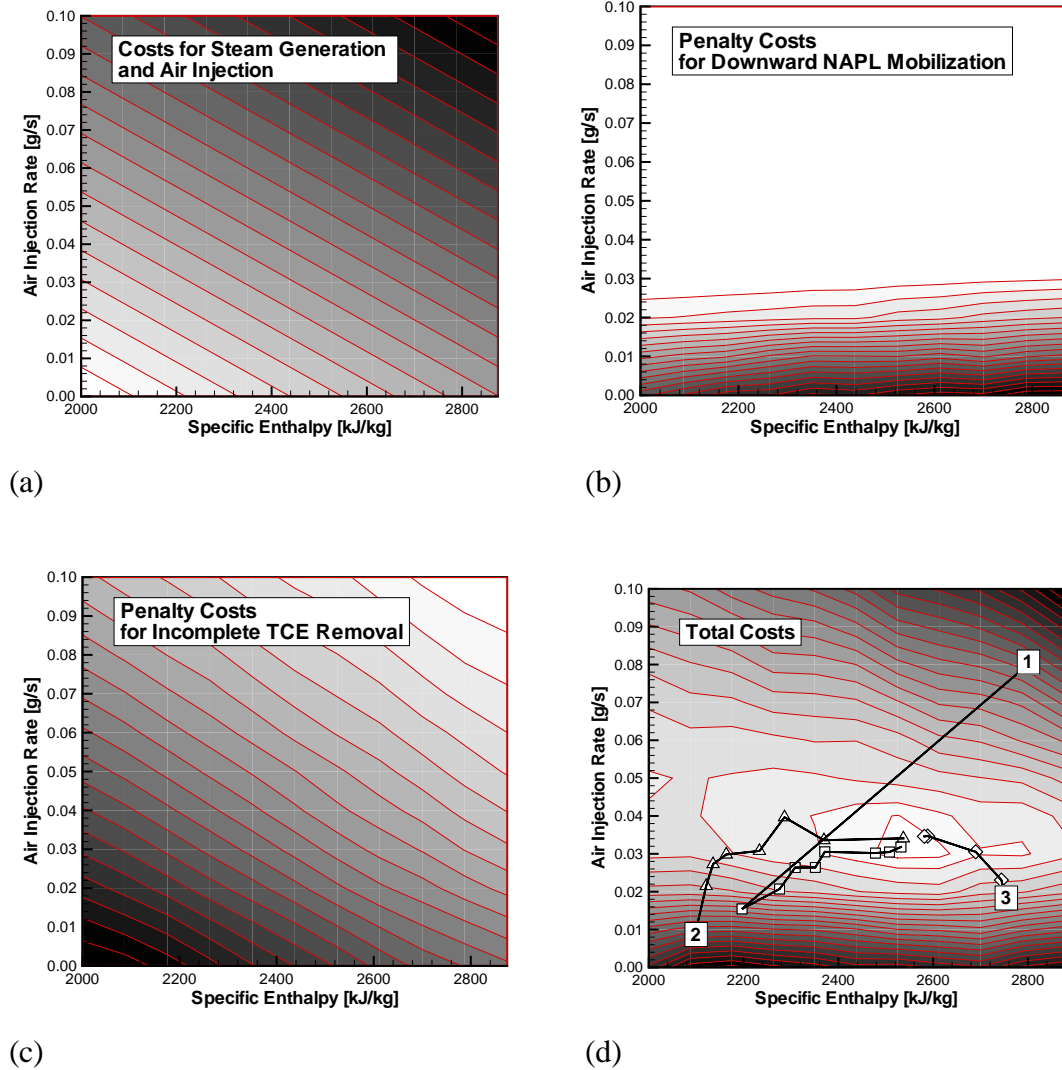 Costs for Steam Generation
and Air Injection
Air Injection Rate [g/s]
0.10
0.09
0.08
0.07
0.06
0.05
0.04
0.03
0.02
0.01
0.00
2000 2200 2400 2600 2800
Specific Enthalpy [kJ/kg]
(a)
Penalty Costs
for Downward NAPL Mobilization
Air Injection Rate [g/s]
0.10
0.09
0.08
0.07
0.06
0.05
0.04
0.03
0.02
0.01
0.00
2000 2200 2400 2600 2800
Specific Enthalpy [kJ/kg]
(b)
Penalty Costs
for Incomplete TCE Removal
Air Injection Rate [g/s]
0.10
0.09
0.08
0.07
0.06
0.05
0.04
0.03
0.02
0.01
0.00
2000 2200 2400 2600 2800
Specific Enthalpy [kJ/kg]
(c)
Total Costs
1
2
3
Air Injection Rate [g/s]
0.10
0.09
0.08
0.07
0.06
0.05
0.04
0.03
0.02
0.01
0.00
2000 2200 2400 2600 2800
Specific Enthalpy [kJ/kg]
(d)